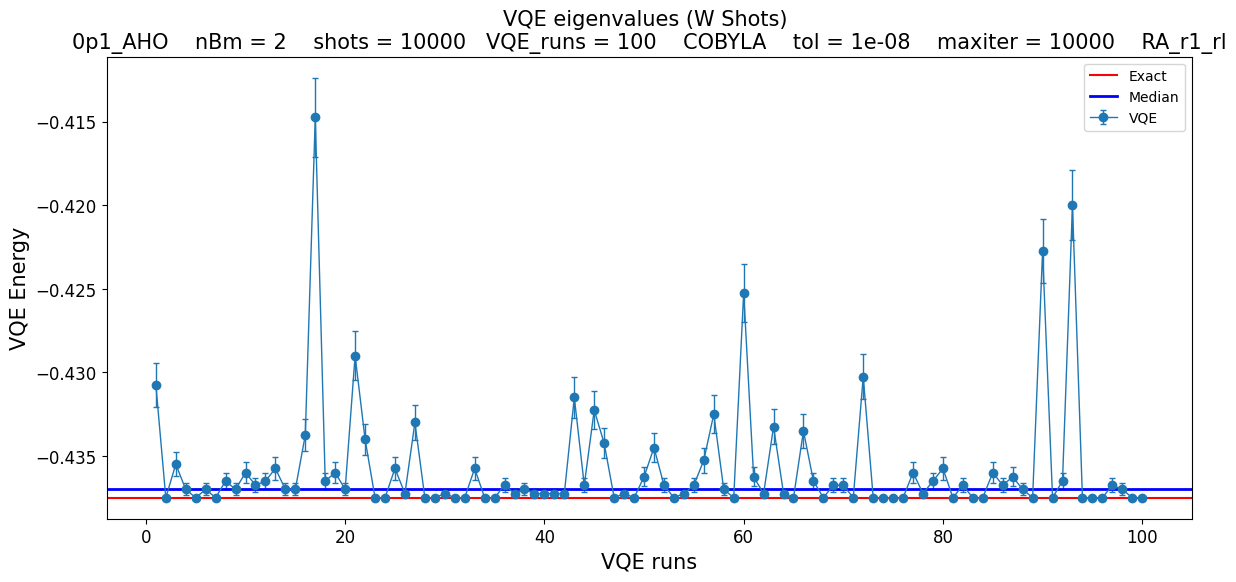 VQE eigenvalues (W Shots)
0p1_AHO nBm = 2 shots = 10000 VQE_runs = 100 COBYLA tol = 1e-08 maxiter = 10000 RA_r1_rl
Exact
Median
VQE
VQE Energy
−0.415
−0.420
−0.425
−0.430
−0.435
0 20 40 60 80 100
VQE runs